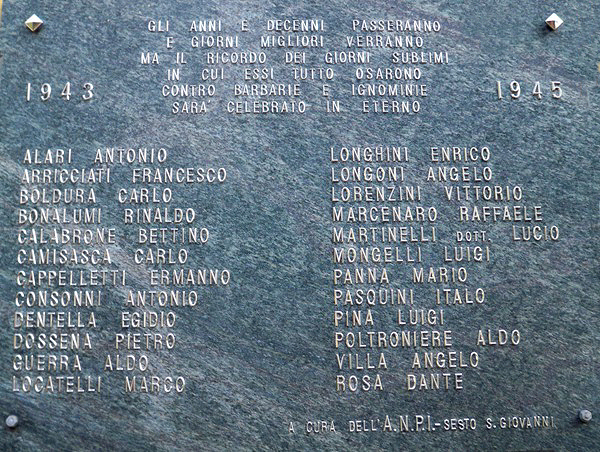 GLI ANNI E DECENNI PASSERANNO
E GIORNI MIGLIORI VERRANNO
MA IL RICORDO DEI GIORNI SUBLIMI
IN CUI ESSI TUTTO OSARONO
CONTRO BARBARIE E IGNOMINIE
SARÀ CELEBRATO IN ETERNO
1943
1945
ALARI ANTONIO
ARRICCIATI FRANCESCO
BOLDURA CARLO
BONALUMI RINALDO
CALABRONE BETTINO
CAMISASCA CARLO
CAPPELLETTI ERMANNO
CONSONNI ANTONIO
DENTELLA EGIDIO
DOSSENA PIETRO
GUERRA ALDO
LOCATELLI MARCO
LONGHINI ENRICO
LONGONI ANGELO
LORENZINI VITTORIO
MARCENARO RAFFAELE
MARTINELLI DOTT. LUCIO
MONGELLI LUIGI
PANNA MARIO
PASQUINI ITALO
PINA LUIGI
POLTRONIERE ALDO
VILLA ANGELO
ROSA DANTE
A CURA DELL'A.N.P.I.-SESTO S.GIOVANNI